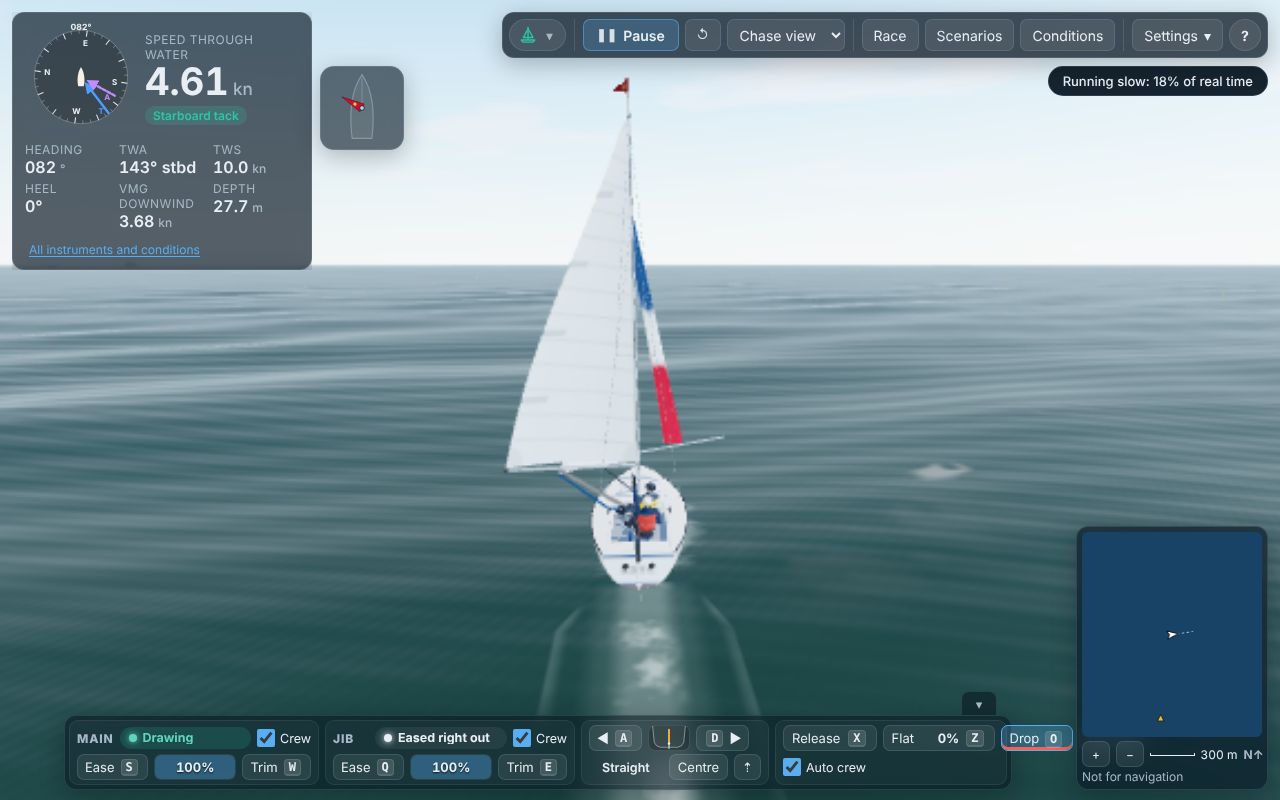 082°
E
N
S
A
W
T
SPEED THROUGH
WATER
4.61 kn
Starboard tack
HEADING
082 °
TWA
143° stbd
TWS
10.0 kn
HEEL
0°
VMG
DOWNWIND
3.68 kn
DEPTH
27.7 m
All instruments and conditions
Pause
Chase view
Race
Scenarios
Conditions
Settings
?
Running slow: 18% of real time
MAIN Drawing Crew
Ease S 100% Trim W
JIB Eased right out Crew
Ease Q 100% Trim E
A D
Straight Centre
Release X Flat 0% Z Drop 0
Auto crew
+ − 300 m N↑
Not for navigation